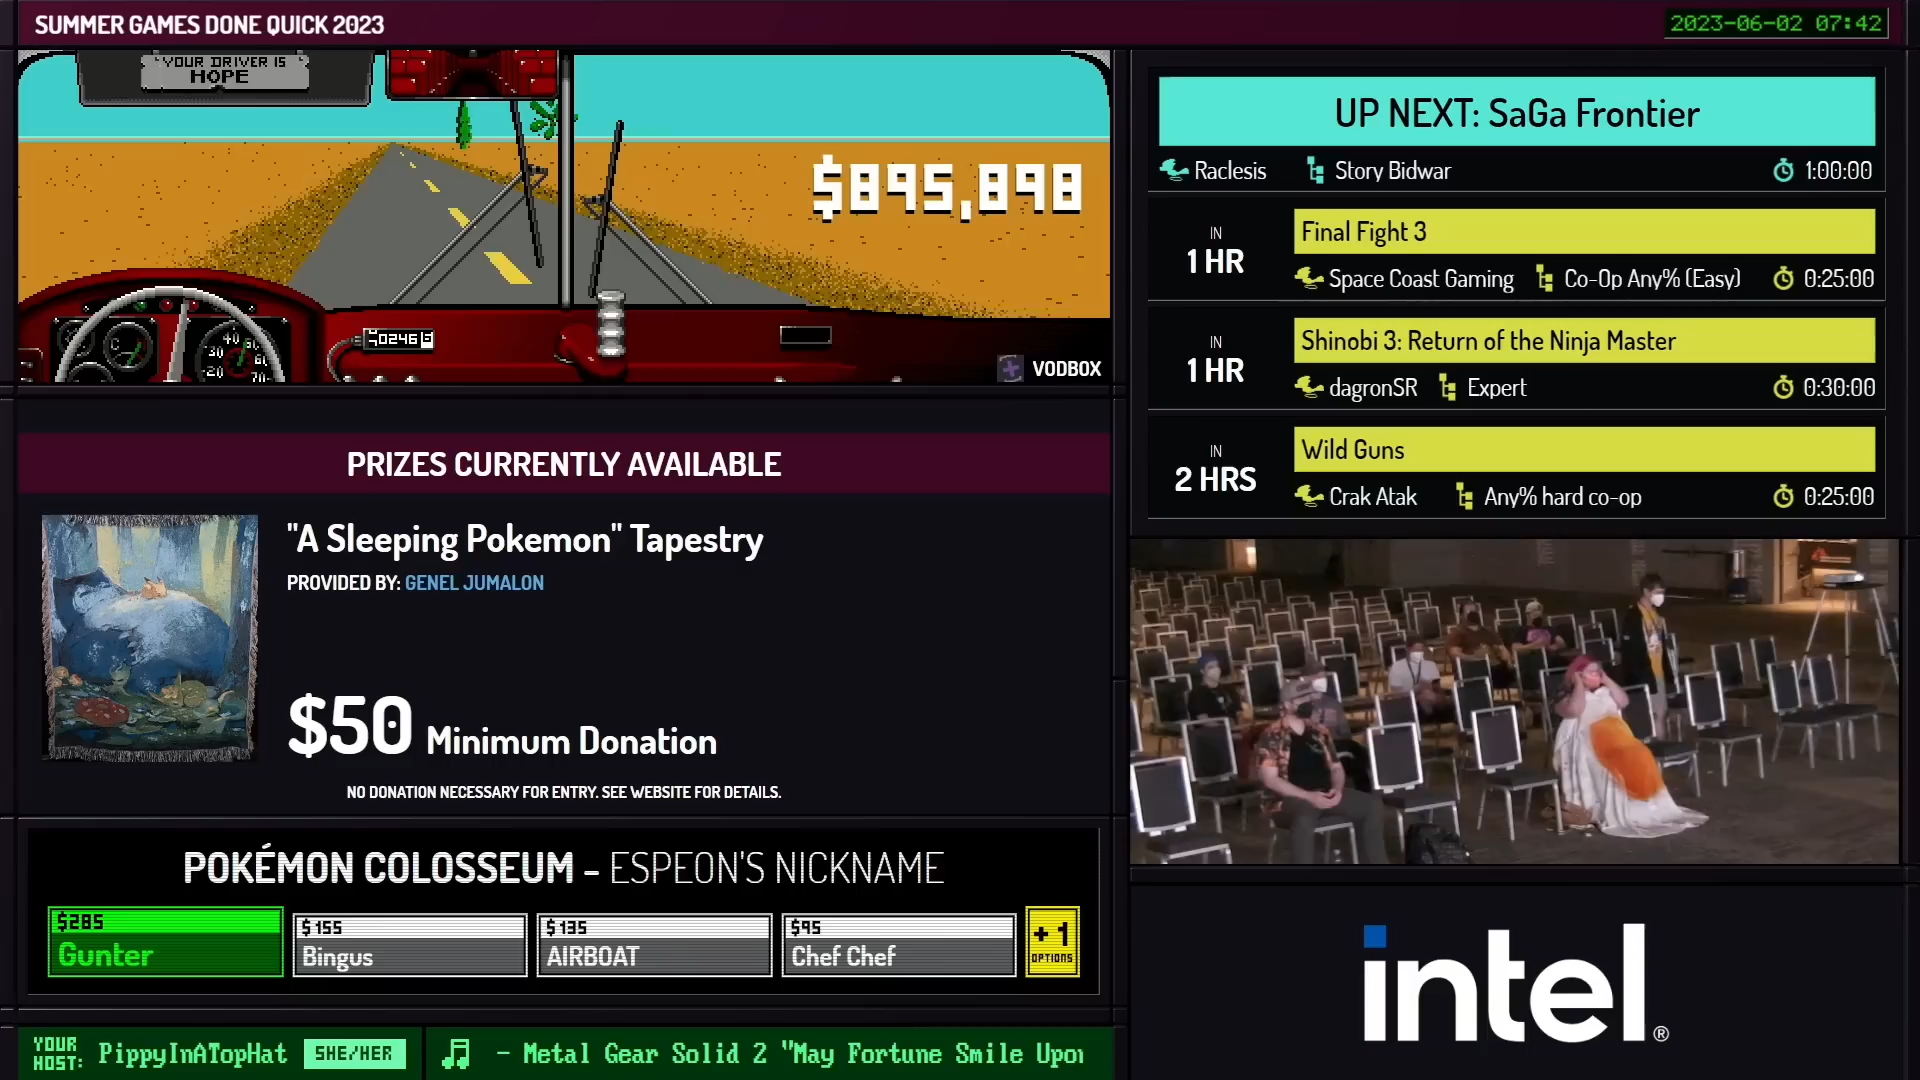 SUMMER GAMES DONE QUICK 2023
2023-06-02 07:42
YOUR DRIVER IS
HOPE
$895,898
VODBOX
UP NEXT: SaGa Frontier
Raclesis
Story Bidwar
1:00:00
IN
1 HR
Final Fight 3
Space Coast Gaming
Co-Op Any% (Easy)
0:25:00
IN
1 HR
Shinobi 3: Return of the Ninja Master
dagronSR
Expert
0:30:00
IN
2 HRS
Wild Guns
Crak Atak
Any% hard co-op
0:25:00
PRIZES CURRENTLY AVAILABLE
"A Sleeping Pokemon" Tapestry
PROVIDED BY: GENEL JUMALON
$50 Minimum Donation
NO DONATION NECESSARY FOR ENTRY. SEE WEBSITE FOR DETAILS.
POKÉMON COLOSSEUM – ESPEON'S NICKNAME
$285
Gunter
$155
Bingus
$135
AIRBOAT
$95
Chef Chef
+1
OPTIONS
YOUR
HOST:
PippyInATopHat
SHE/HER
- Metal Gear Solid 2 "May Fortune Smile Upon
intel®